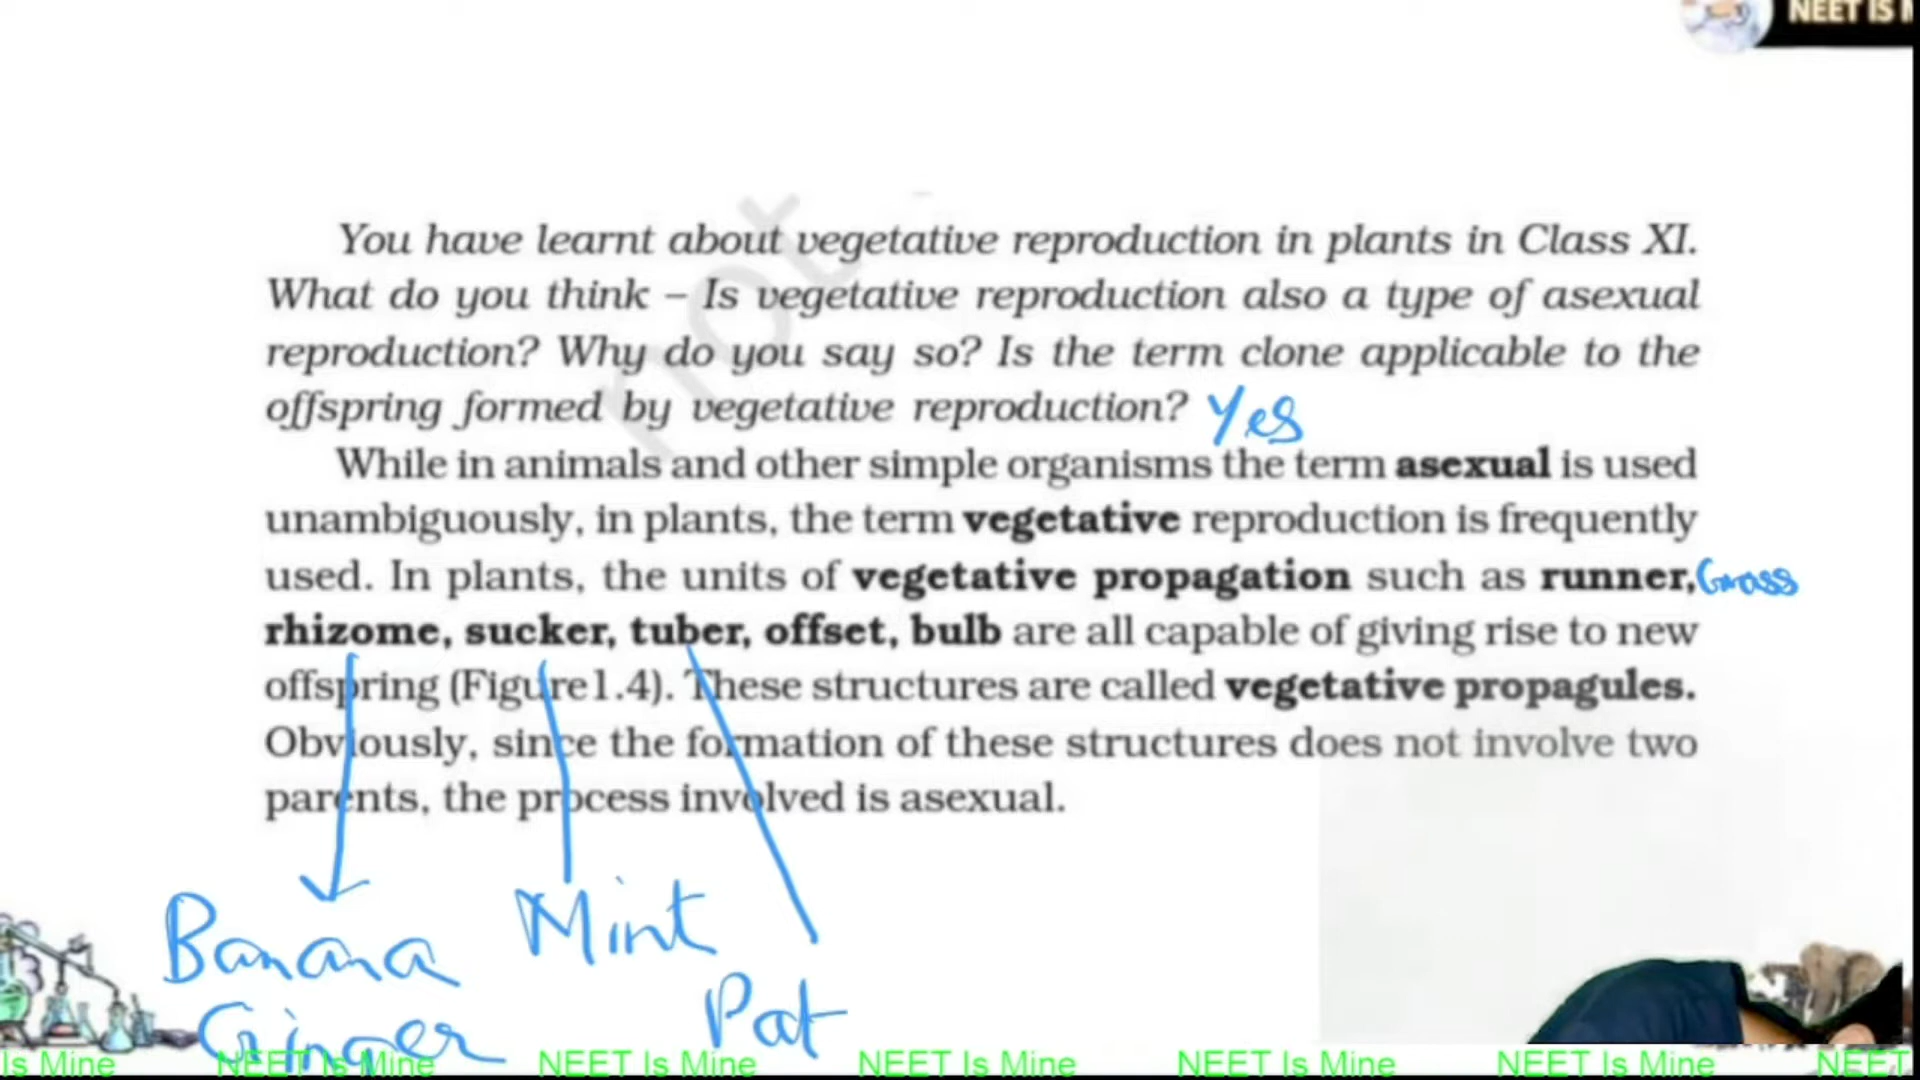 NEET IS M
not
You have learnt about vegetative reproduction in plants in Class XI.
What do you think – Is vegetative reproduction also a type of asexual
reproduction? Why do you say so? Is the term clone applicable to the
offspring formed by vegetative reproduction? Yes
While in animals and other simple organisms the term asexual is used
unambiguously, in plants, the term vegetative reproduction is frequently
used. In plants, the units of vegetative propagation such as runner, Grass
rhizome, sucker, tuber, offset, bulb are all capable of giving rise to new
offspring (Figure1.4). These structures are called vegetative propagules.
Obviously, since the formation of these structures does not involve two
parents, the process involved is asexual.
Banana Mint
Ginger Pot
Is Mine NEET Is Mine NEET Is Mine NEET Is Mine NEET Is Mine NEET Is Mine NEET